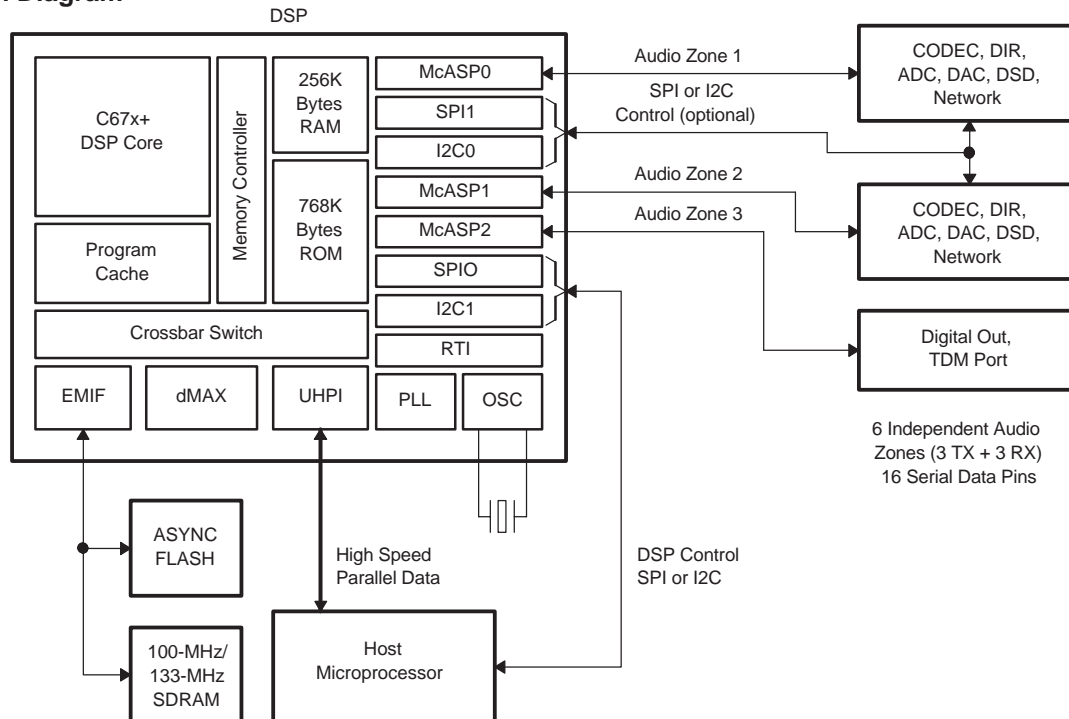 DSP
C67x+
DSP Core
Program
Cache
Memory Controller
256K
Bytes
RAM
768K
Bytes
ROM
Crossbar Switch
EMIF
dMAX
UHPI
PLL
OSC
McASP0
SPI1
I2C0
McASP1
McASP2
SPIO
I2C1
RTI
Audio Zone 1
SPI or I2C
Control (optional)
Audio Zone 2
Audio Zone 3
CODEC, DIR,
ADC, DAC, DSD,
Network
CODEC, DIR,
ADC, DAC, DSD,
Network
Digital Out,
TDM Port
6 Independent Audio
Zones (3 TX + 3 RX)
16 Serial Data Pins
ASYNC
FLASH
High Speed
Parallel Data
DSP Control
SPI or I2C
100-MHz/
133-MHz
SDRAM
Host
Microprocessor